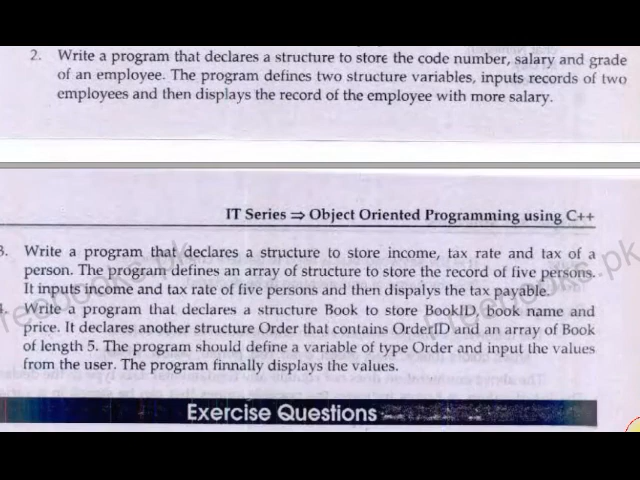 2. Write a program that declares a structure to store the code number, salary and grade
of an employee. The program defines two structure variables, inputs records of two
employees and then displays the record of the employee with more salary.
IT Series ⇒ Object Oriented Programming using C++
3. Write a program that declares a structure to store income, tax rate and tax of a
person. The program defines an array of structure to store the record of five persons.
It inputs income and tax rate of five persons and then dispalys the tax payable.
4. Write a program that declares a structure Book to store BookID, book name and
price. It declares another structure Order that contains OrderID and an array of Book
of length 5. The program should define a variable of type Order and input the values
from the user. The program finnally displays the values.
Exercise Questions